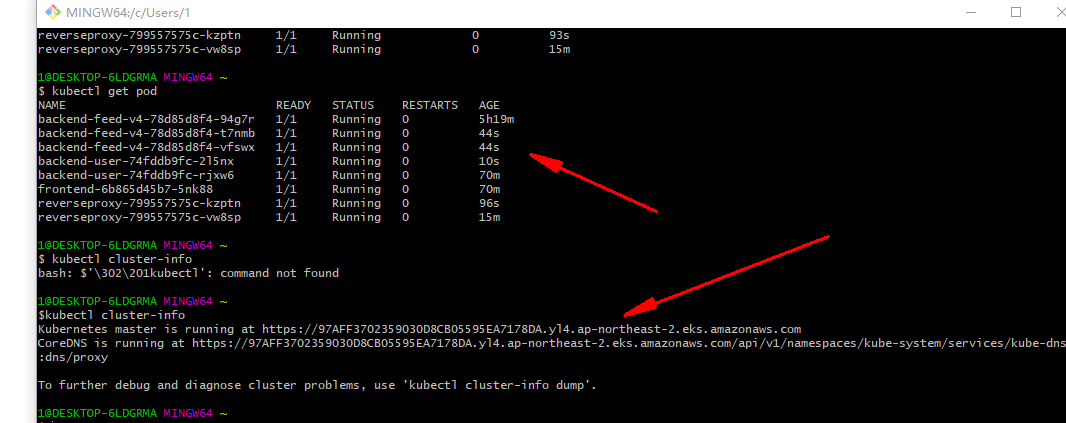 MINGW64:/c/Users/1
reverseproxy-799557575c-kzptn 1/1 Running 0 93s
reverseproxy-799557575c-vw8sp 1/1 Running 0 15m
1@DESKTOP-6LDGRMA MINGW64 ~
$ kubectl get pod
NAME READY STATUS RESTARTS AGE
backend-feed-v4-78d85d8f4-94g7r 1/1 Running 0 5h19m
backend-feed-v4-78d85d8f4-t7nmb 1/1 Running 0 44s
backend-feed-v4-78d85d8f4-vfswx 1/1 Running 0 44s
backend-user-74fddb9fc-2l5nx 1/1 Running 0 10s
backend-user-74fddb9fc-rjxw6 1/1 Running 0 70m
frontend-6b865d45b7-5nk88 1/1 Running 0 70m
reverseproxy-799557575c-kzptn 1/1 Running 0 96s
reverseproxy-799557575c-vw8sp 1/1 Running 0 15m
1@DESKTOP-6LDGRMA MINGW64 ~
$ kubectl cluster-info
bash: $'\302\201kubectl': command not found
1@DESKTOP-6LDGRMA MINGW64 ~
$kubectl cluster-info
Kubernetes master is running at https://97AFF3702359030D8CB05595EA7178DA.yl4.ap-northeast-2.eks.amazonaws.com
CoreDNS is running at https://97AFF3702359030D8CB05595EA7178DA.yl4.ap-northeast-2.eks.amazonaws.com/api/v1/namespaces/kube-system/services/kube-dns
:dns/proxy
To further debug and diagnose cluster problems, use 'kubectl cluster-info dump'.
1@DESKTOP-6LDGRMA MINGW64 ~